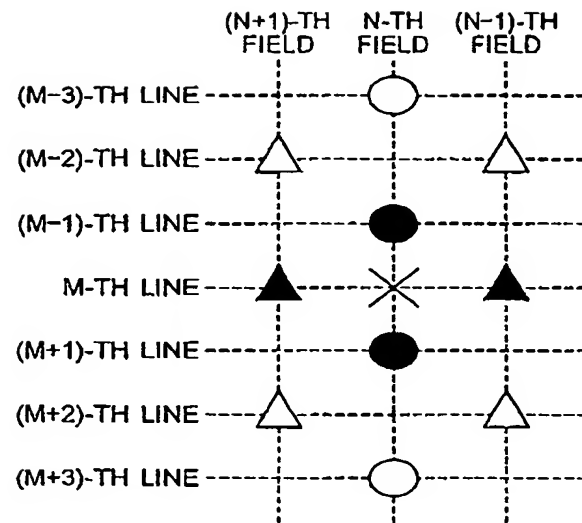 (N+1)-TH FIELD
N-TH FIELD
(N−1)-TH FIELD
(M−3)-TH LINE
(M−2)-TH LINE
(M−1)-TH LINE
M-TH LINE
(M+1)-TH LINE
(M+2)-TH LINE
(M+3)-TH LINE